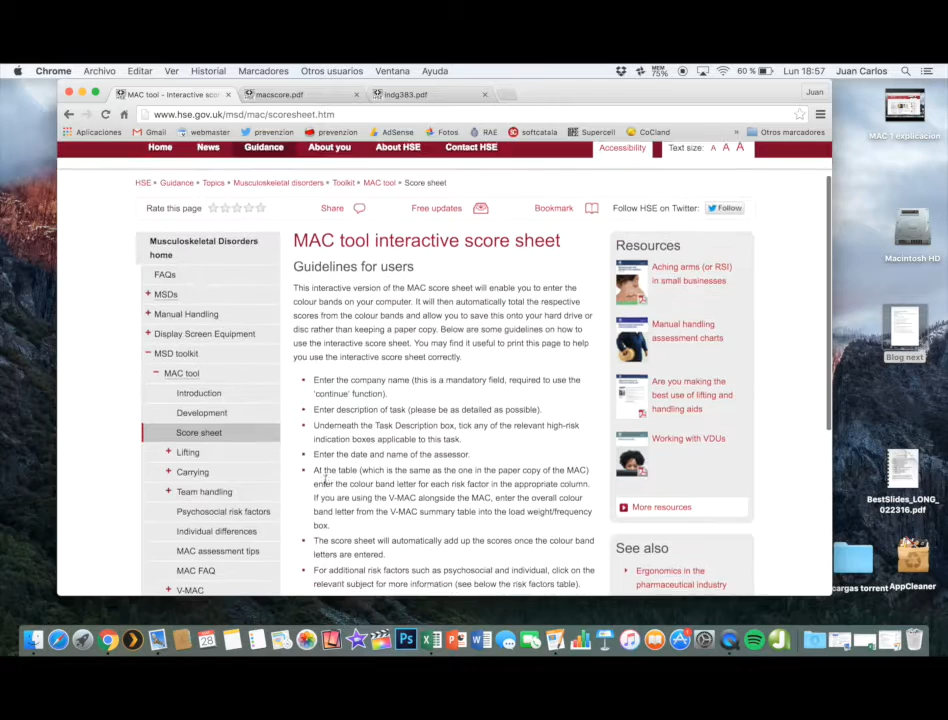 Chrome Archivo Editar Ver Historial Marcadores Otros usuarios Ventana Ayuda
MEM 75% 60 % Lun 18:57 Juan Carlos
MAC tool - Interactive scor
macscore.pdf
indg383.pdf
Juan
www.hse.gov.uk/msd/mac/scoresheet.htm
Aplicaciones Gmail webmaster prevenzion prevenzion AdSense Fotos RAE softcatala Supercell CoCland » Otros marcadores
Home News Guidance About you About HSE Contact HSE Accessibility Text size: A A A
HSE Guidance Topics Musculoskeletal disorders Toolkit MAC tool Score sheet
Rate this page Share Free updates Bookmark Follow HSE on Twitter: Follow
Musculoskeletal Disorders
home
FAQs
+ MSDs
+ Manual Handling
+ Display Screen Equipment
− MSD toolkit
− MAC tool
Introduction
Development
Score sheet
+ Lifting
+ Carrying
+ Team handling
Psychosocial risk factors
Individual differences
MAC assessment tips
MAC FAQ
+ V-MAC
MAC tool interactive score sheet
Guidelines for users
This interactive version of the MAC score sheet will enable you to enter the
colour bands on your computer. It will then automatically total the respective
scores from the colour bands and allow you to save this onto your hard drive or
disc rather than keeping a paper copy. Below are some guidelines on how to
use the interactive score sheet. You may find it useful to print this page to help
you use the interactive score sheet correctly.
Enter the company name (this is a mandatory field, required to use the
'continue' function).
Enter description of task (please be as detailed as possible).
Underneath the Task Description box, tick any of the relevant high-risk
indication boxes applicable to this task.
Enter the date and name of the assessor.
At the table (which is the same as the one in the paper copy of the MAC)
enter the colour band letter for each risk factor in the appropriate column.
If you are using the V-MAC alongside the MAC, enter the overall colour
band letter from the V-MAC summary table into the load weight/frequency
box.
The score sheet will automatically add up the scores once the colour band
letters are entered.
For additional risk factors such as psychosocial and individual, click on the
relevant subject for more information (see below the risk factors table).
Resources
Aching arms (or RSI)
in small businesses
Manual handling
assessment charts
Are you making the
best use of lifting and
handling aids
Working with VDUs
More resources
See also
Ergonomics in the
pharmaceutical industry
MAC 1 explicacion
Macintosh HD
Blog next
BestSlides_LONG_
022316.pdf
cargas torrent
AppCleaner
28